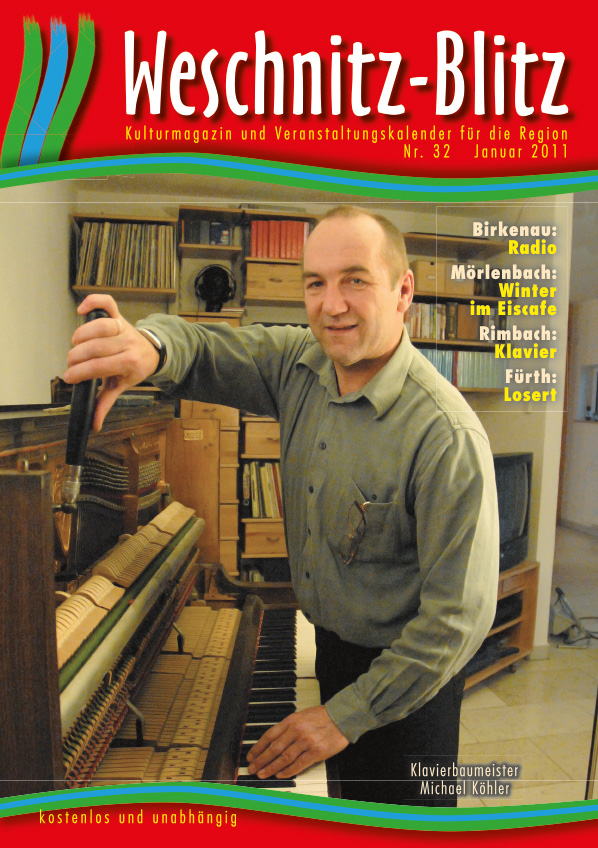 Weschnitz-Blitz
Kulturmagazin und Veranstaltungskalender für die Region
Nr. 32 Januar 2011
Birkenau:
Radio
Mörlenbach:
Winter
im Eiscafe
Rimbach:
Klavier
Fürth:
Losert
Klavierbaumeister
Michael Köhler
kostenlos und unabhängig